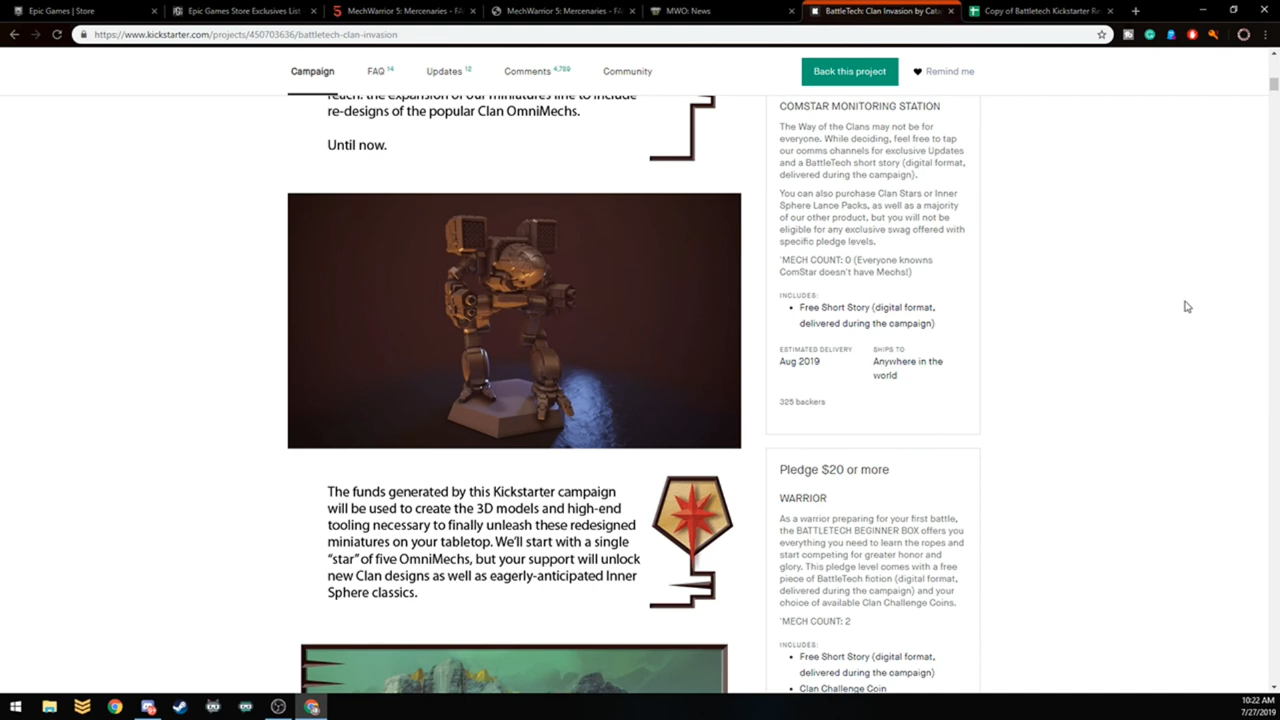 Epic Games | Store
Epic Games Store Exclusives List
MechWarrior 5: Mercenaries - FA
MechWarrior 5: Mercenaries - FA
MWO: News
BattleTech: Clan Invasion by Cata
Copy of Battletech Kickstarter Re
https://www.kickstarter.com/projects/450703636/battletech-clan-invasion
Campaign
FAQ 14
Updates 12
Comments 4,789
Community
Back this project
Remind me
reach: the expansion of our miniatures line to include
re-designs of the popular Clan OmniMechs.
Until now.
The funds generated by this Kickstarter campaign
will be used to create the 3D models and high-end
tooling necessary to finally unleash these redesigned
miniatures on your tabletop. We'll start with a single
"star" of five OmniMechs, but your support will unlock
new Clan designs as well as eagerly-anticipated Inner
Sphere classics.
COMSTAR MONITORING STATION
The Way of the Clans may not be for
everyone. While deciding, feel free to tap
our comms channels for exclusive Updates
and a BattleTech short story (digital format,
delivered during the campaign).
You can also purchase Clan Stars or Inner
Sphere Lance Packs, as well as a majority
of our other product, but you will not be
eligible for any exclusive swag offered with
specific pledge levels.
'MECH COUNT: 0 (Everyone knowns
ComStar doesn't have Mechs!)
INCLUDES:
• Free Short Story (digital format,
delivered during the campaign)
ESTIMATED DELIVERY
Aug 2019
SHIPS TO
Anywhere in the
world
325 backers
Pledge $20 or more
WARRIOR
As a warrior preparing for your first battle,
the BATTLETECH BEGINNER BOX offers you
everything you need to learn the ropes and
start competing for greater honor and
glory. This pledge level comes with a free
piece of BattleTech fiction (digital format,
delivered during the campaign) and your
choice of available Clan Challenge Coins.
'MECH COUNT: 2
INCLUDES:
• Free Short Story (digital format,
delivered during the campaign)
• Clan Challenge Coin
10:22 AM
7/27/2019